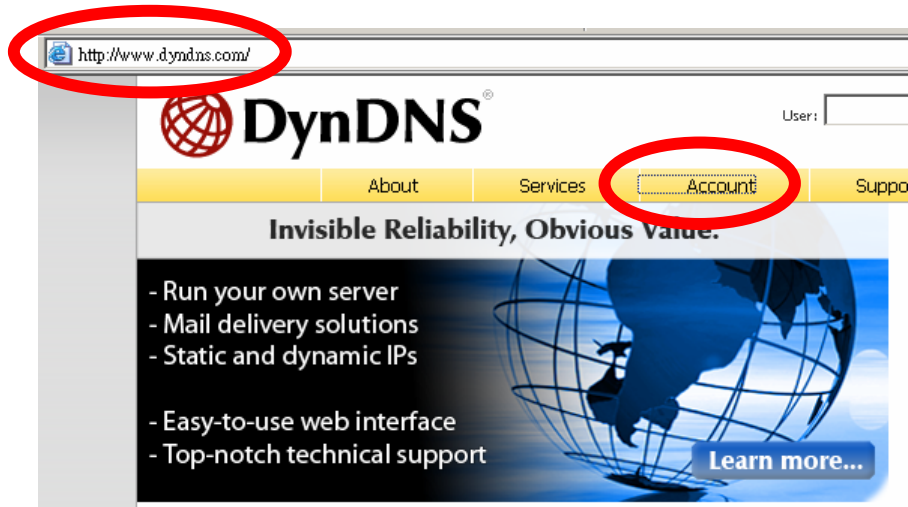 http://www.dyndns.com/
DynDNS®
User:
About Services Account Suppo
Invisible Reliability, Obvious Value.
- Run your own server
- Mail delivery solutions
- Static and dynamic IPs
- Easy-to-use web interface
- Top-notch technical support
Learn more...